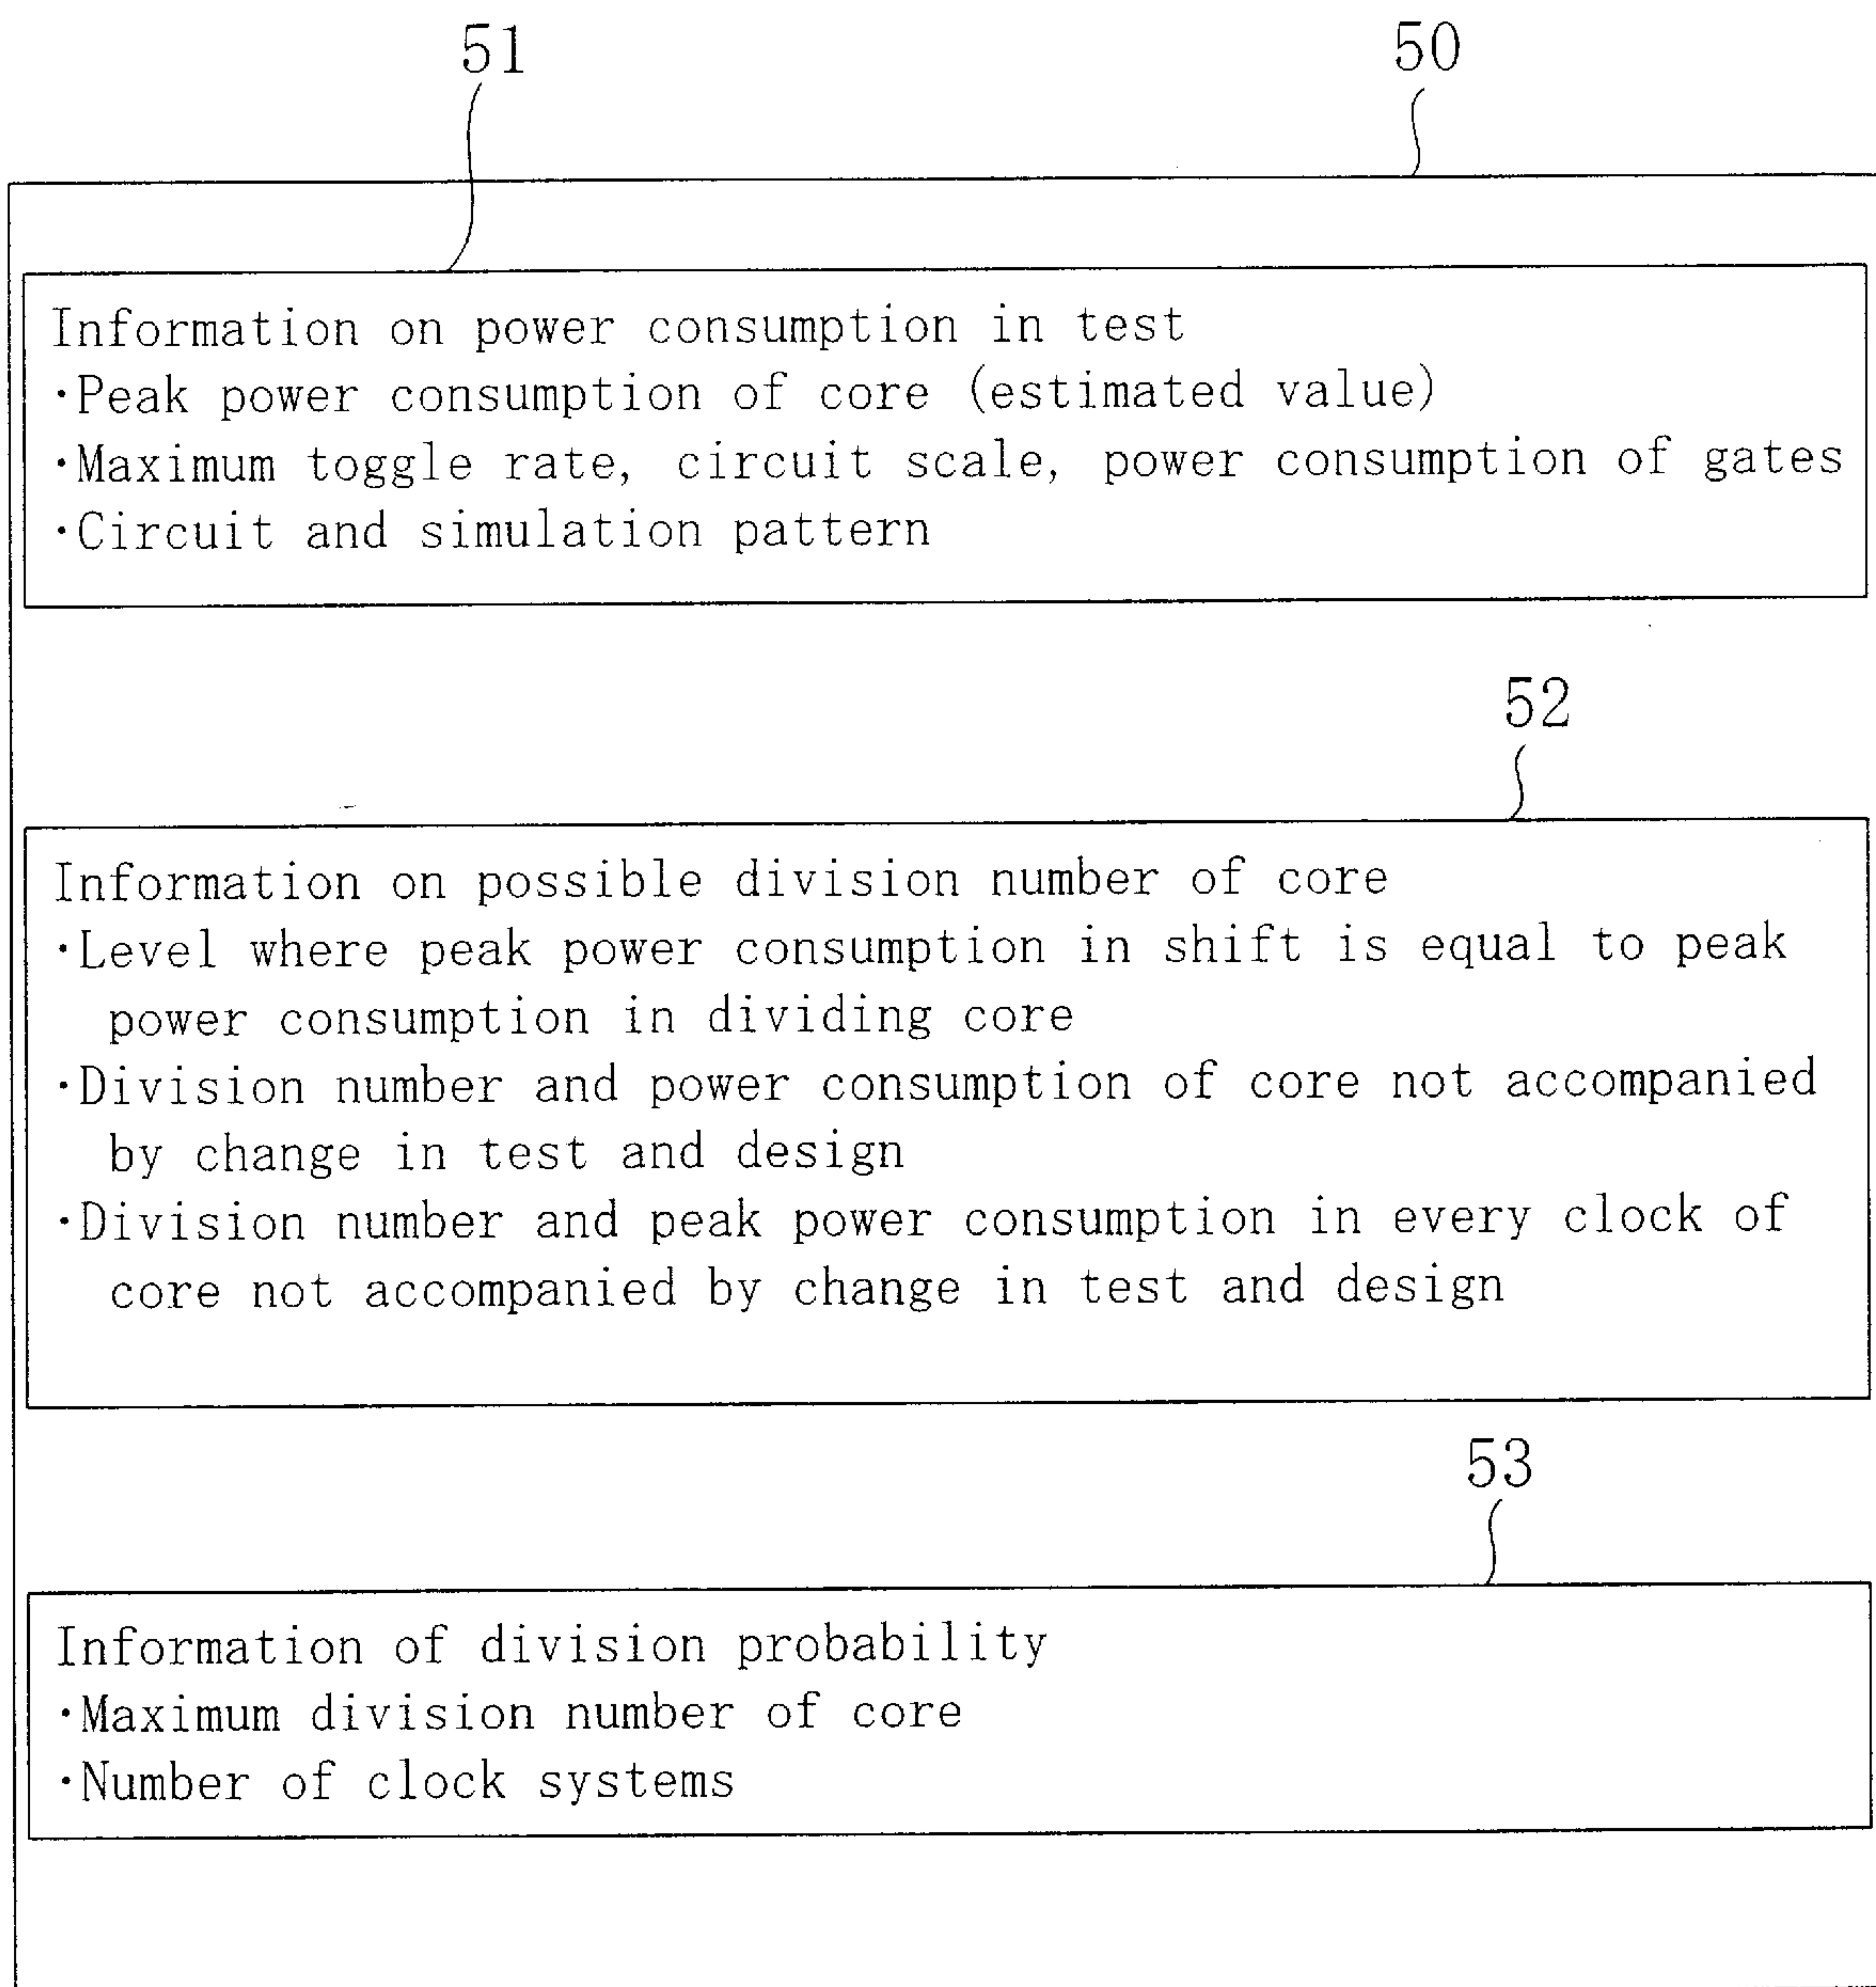 51
50
Information on power consumption in test
·Peak power consumption of core (estimated value)
·Maximum toggle rate, circuit scale, power consumption of gates
·Circuit and simulation pattern
52
Information on possible division number of core
·Level where peak power consumption in shift is equal to peak
power consumption in dividing core
·Division number and power consumption of core not accompanied
by change in test and design
·Division number and peak power consumption in every clock of
core not accompanied by change in test and design
53
Information of division probability
·Maximum division number of core
·Number of clock systems